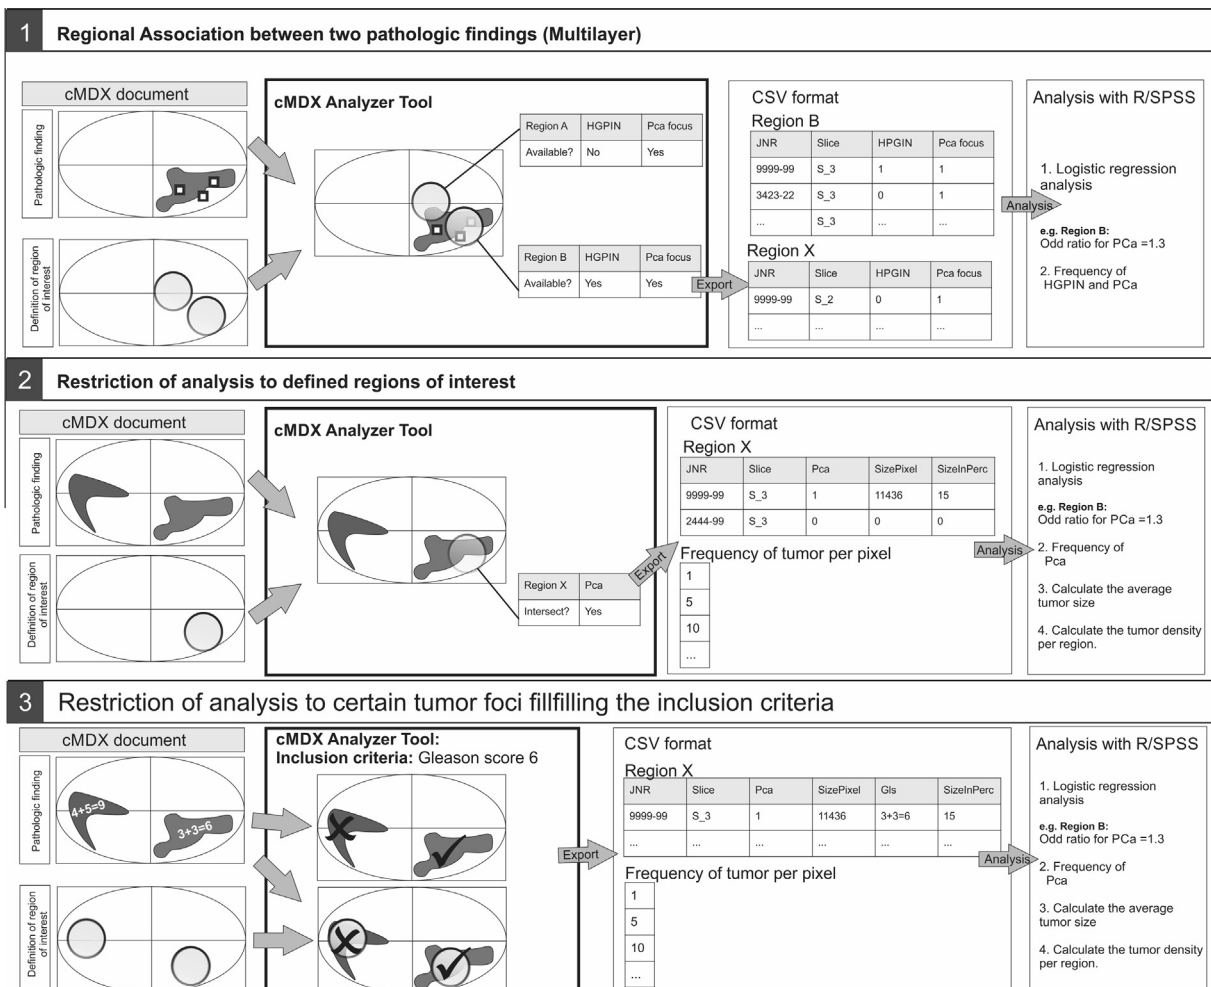 1 Regional Association between two pathologic findings (Multilayer)
cMDX document
Pathologic finding
Definition of region
of interest
cMDX Analyzer Tool
Region A HGPIN Pca focus
Available? No Yes
Region B HGPIN Pca focus
Available? Yes Yes
Export
CSV format
Region B
JNR Slice HPGIN Pca focus
9999-99 S_3 1 1
3423-22 S_3 0 1
... S_3 ... ...
Region X
JNR Slice HPGIN Pca focus
9999-99 S_2 0 1
... ... ... ...
Analysis
Analysis with R/SPSS
1. Logistic regression
analysis
e.g. Region B:
Odd ratio for PCa =1.3
2. Frequency of
HGPIN and PCa
2 Restriction of analysis to defined regions of interest
cMDX document
Pathologic finding
Definition of region
of interest
cMDX Analyzer Tool
Region X Pca
Intersect? Yes
Export
CSV format
Region X
JNR Slice Pca SizePixel SizeInPerc
9999-99 S_3 1 11436 15
2444-99 S_3 0 0 0
Frequency of tumor per pixel
1
5
10
...
Analysis
Analysis with R/SPSS
1. Logistic regression
analysis
e.g. Region B:
Odd ratio for PCa =1.3
2. Frequency of
Pca
3. Calculate the average
tumor size
4. Calculate the tumor density
per region.
3 Restriction of analysis to certain tumor foci fillfilling the inclusion criteria
cMDX document
Pathologic finding
4+5=9
3+3=6
Definition of region
of interest
cMDX Analyzer Tool:
Inclusion criteria: Gleason score 6
Export
CSV format
Region X
JNR Slice Pca SizePixel Gls SizeInPerc
9999-99 S_3 1 11436 3+3=6 15
... ... ... ... ... ...
Frequency of tumor per pixel
1
5
10
...
Analysis
Analysis with R/SPSS
1. Logistic regression
analysis
e.g. Region B:
Odd ratio for PCa =1.3
2. Frequency of
Pca
3. Calculate the average
tumor size
4. Calculate the tumor density
per region.